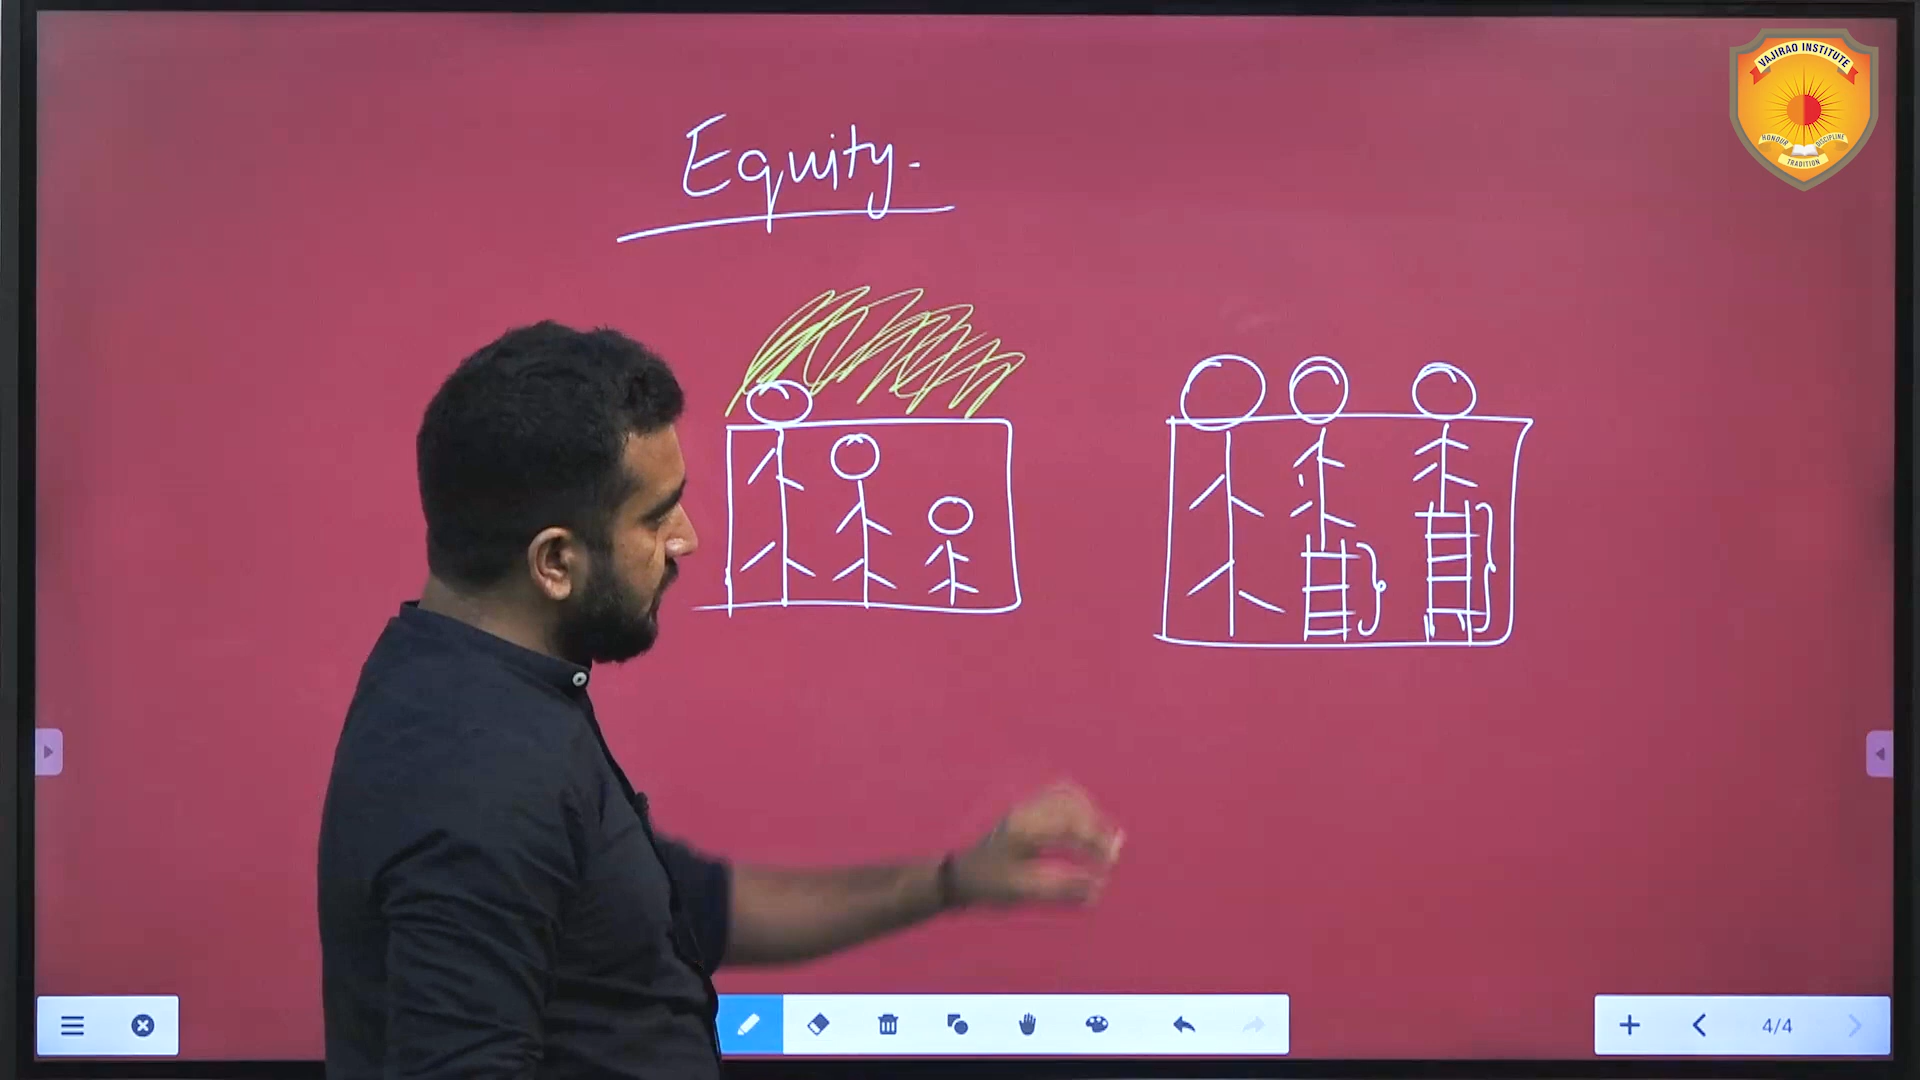 VAJIRAO INSTITUTE
HONOUR DISCIPLINE
TRADITION
Equity.
4/4